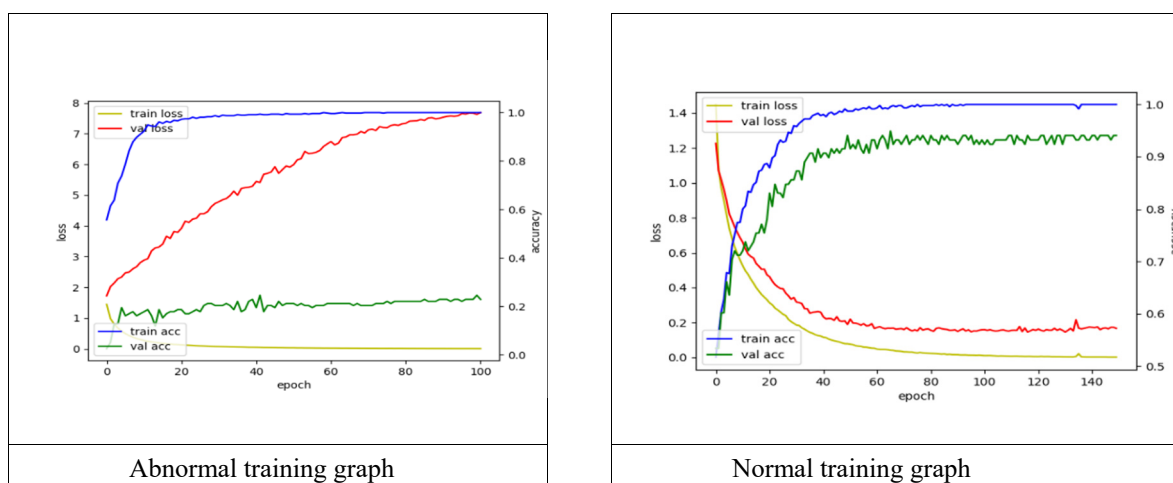 train loss
val loss
8
7
6
5
4
3
2
1
0
loss
1.0
0.8
0.6
0.4
0.2
0.0
accuracy
train acc
val acc
0
20
40
60
80
100
epoch
Abnormal training graph
train loss
val loss
1.4
1.2
1.0
0.8
0.6
0.4
0.2
0.0
loss
1.0
0.9
0.8
0.7
0.6
0.5
train acc
val acc
0
20
40
60
80
100
120
140
epoch
Normal training graph